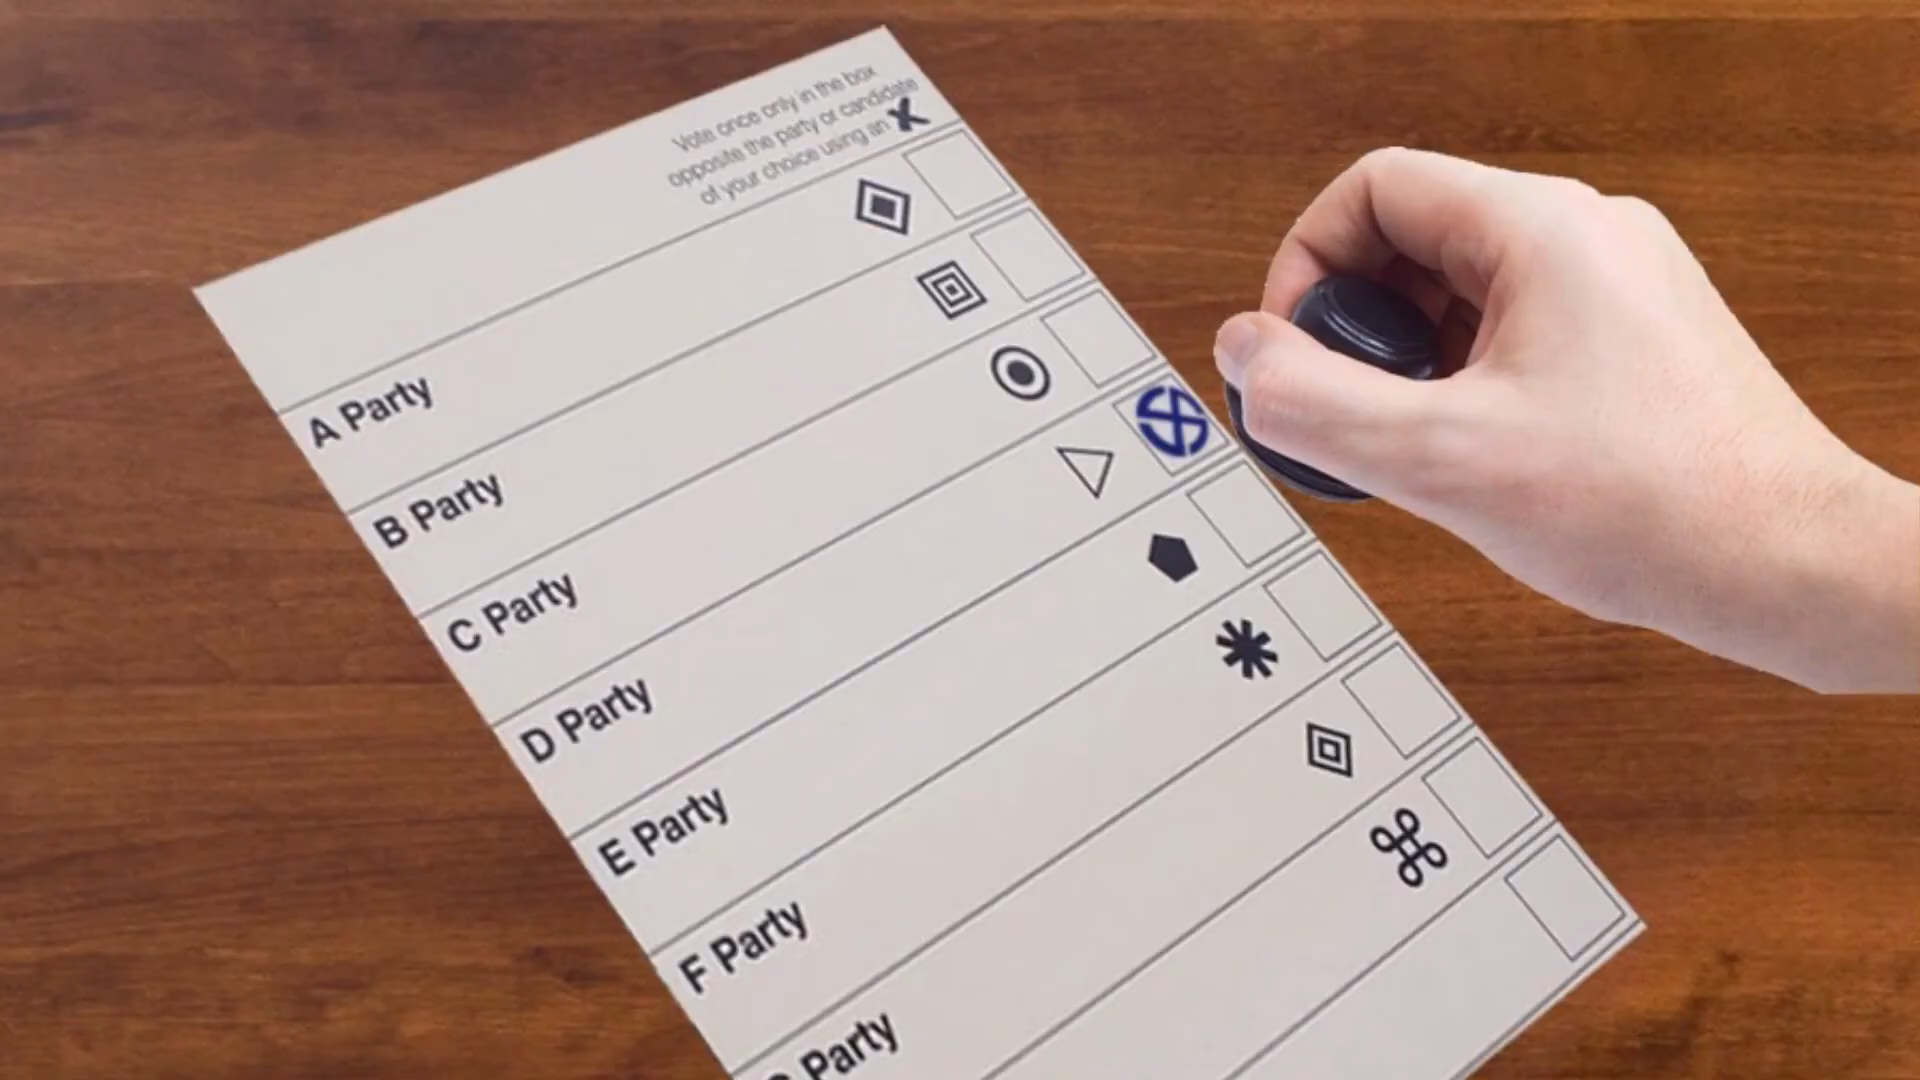 Vote once only in the box
opposite the party or candidate
of your choice using an X
A Party
B Party
C Party
D Party
E Party
F Party
Party